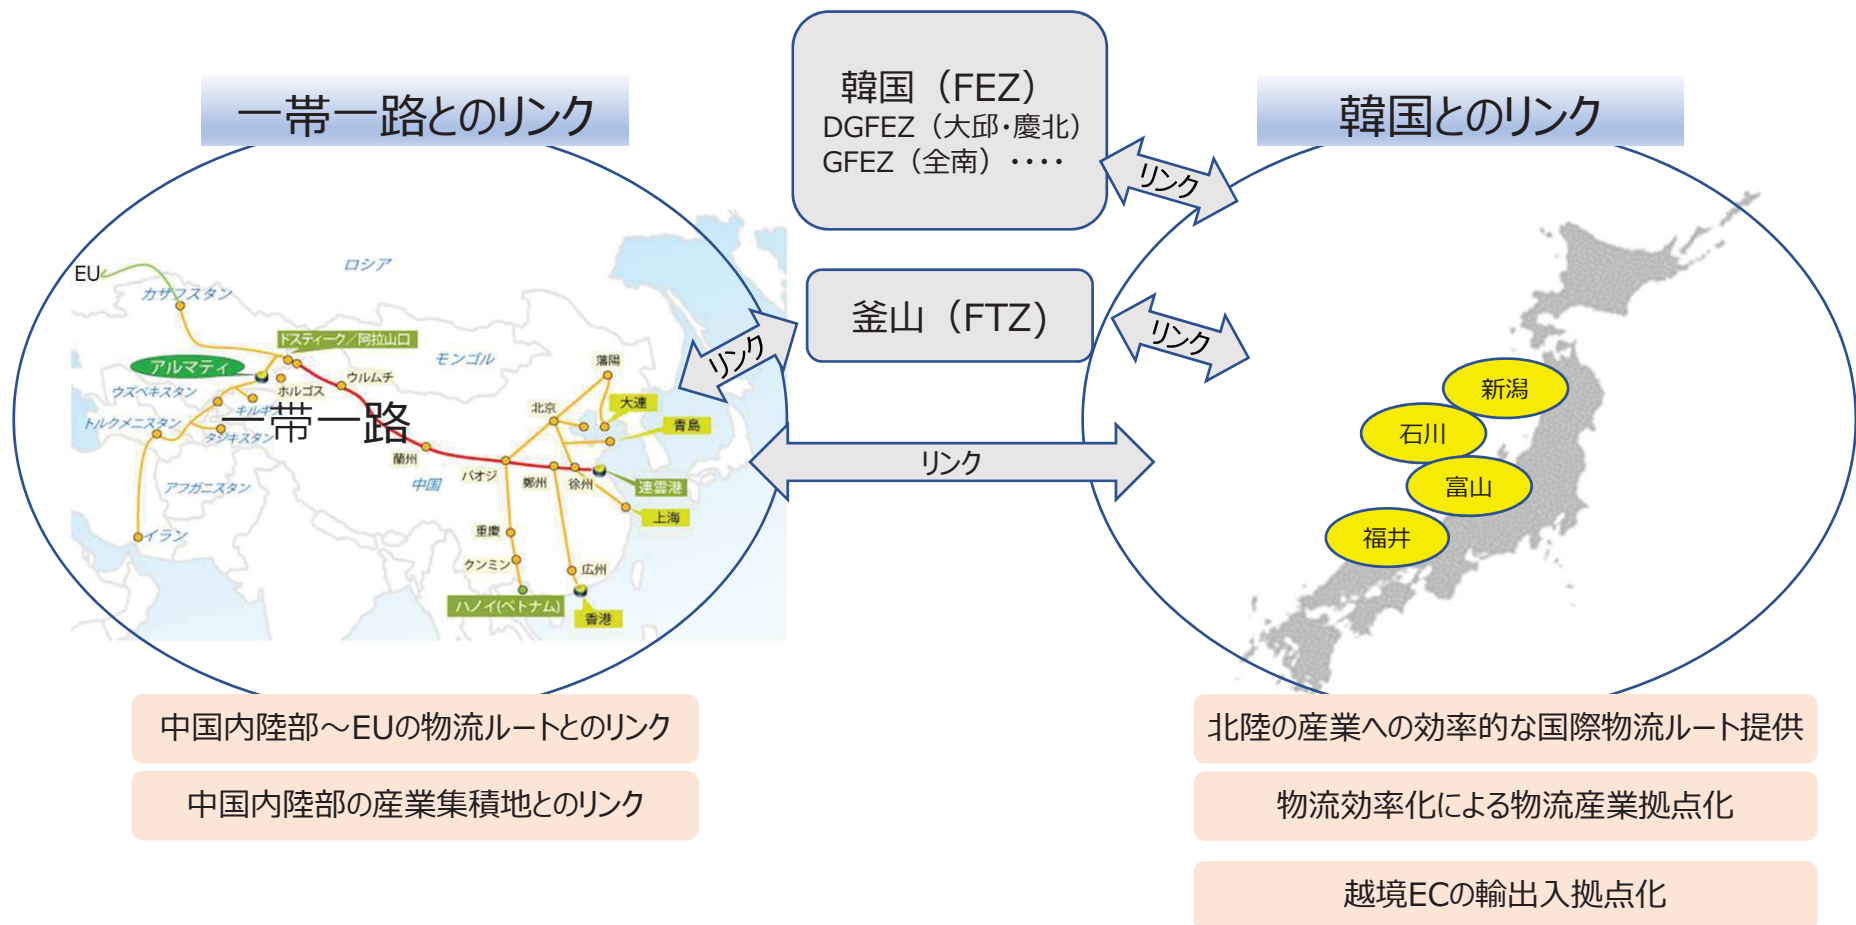 一帯一路とのリンク
韓国（FEZ）
DGFEZ（大邱・慶北）
GFEZ（全南）・・・・
韓国とのリンク
リンク
釜山（FTZ)
リンク
リンク
リンク
EU
ロシア
カザフスタン
ドスティーク／阿拉山口
アルマティ
モンゴル
ホルゴス
ウルムチ
ウズベキスタン
キルギ
一帯一路
トルクメニスタン
タジキスタン
アフガニスタン
イラン
藩陽
北京
大連
青島
蘭州
バオジ
鄭州
徐州
連雲港
中国
上海
重慶
クンミン
広州
ハノイ(ベトナム)
香港
新潟
石川
富山
福井
中国内陸部～EUの物流ルートとのリンク
中国内陸部の産業集積地とのリンク
北陸の産業への効率的な国際物流ルート提供
物流効率化による物流産業拠点化
越境ECの輸出入拠点化